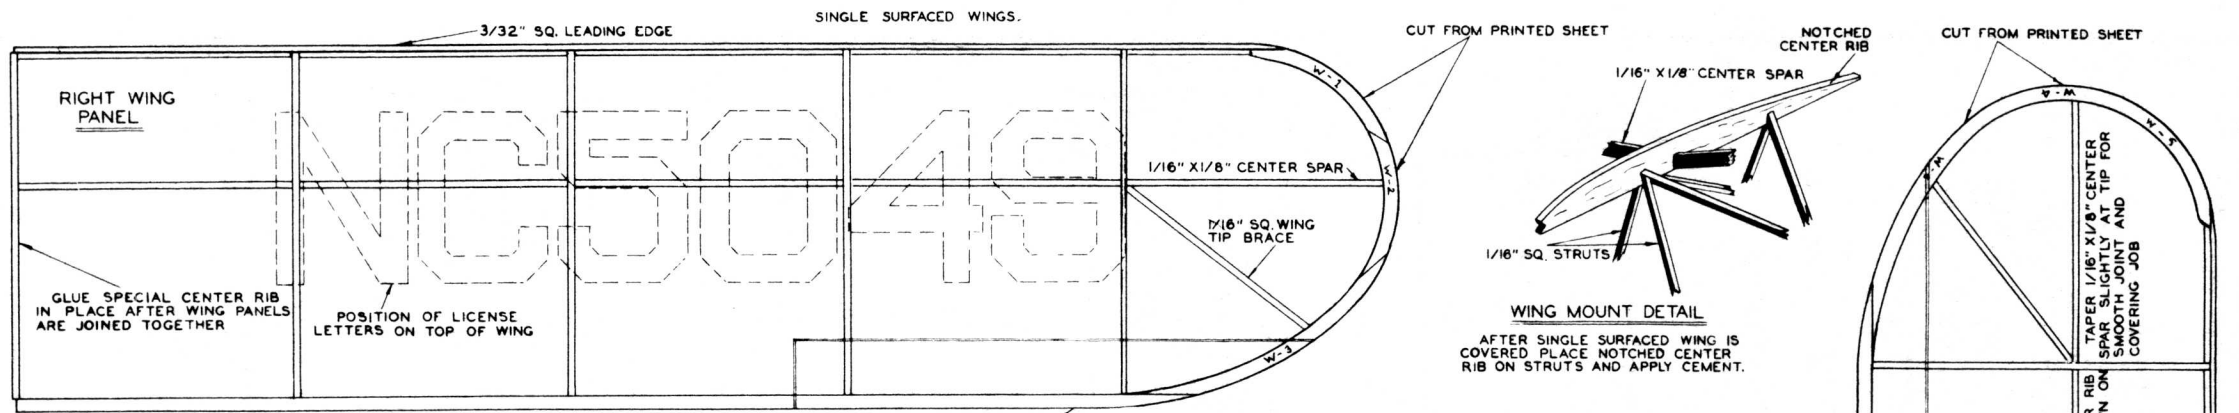 SINGLE SURFACED WINGS.
3/32" SQ. LEADING EDGE
RIGHT WING
PANEL
NC5049
GLUE SPECIAL CENTER RIB
IN PLACE AFTER WING PANELS
ARE JOINED TOGETHER
POSITION OF LICENSE
LETTERS ON TOP OF WING
W-1
W-2
W-3
1/16" X1/8" CENTER SPAR
1/16" SQ. WING
TIP BRACE
CUT FROM PRINTED SHEET
NOTCHED
CENTER RIB
1/16" X 1/8" CENTER SPAR
1/16" SQ. STRUTS
WING MOUNT DETAIL
AFTER SINGLE SURFACED WING IS
COVERED PLACE NOTCHED CENTER
RIB ON STRUTS AND APPLY CEMENT.
CUT FROM PRINTED SHEET
W-4
W-5
TAPER 1/16" X1/8" CENTER
SPAR SLIGHTLY AT TIP FOR
SMOOTH JOINT AND
COVERING JOB
RIB
ON